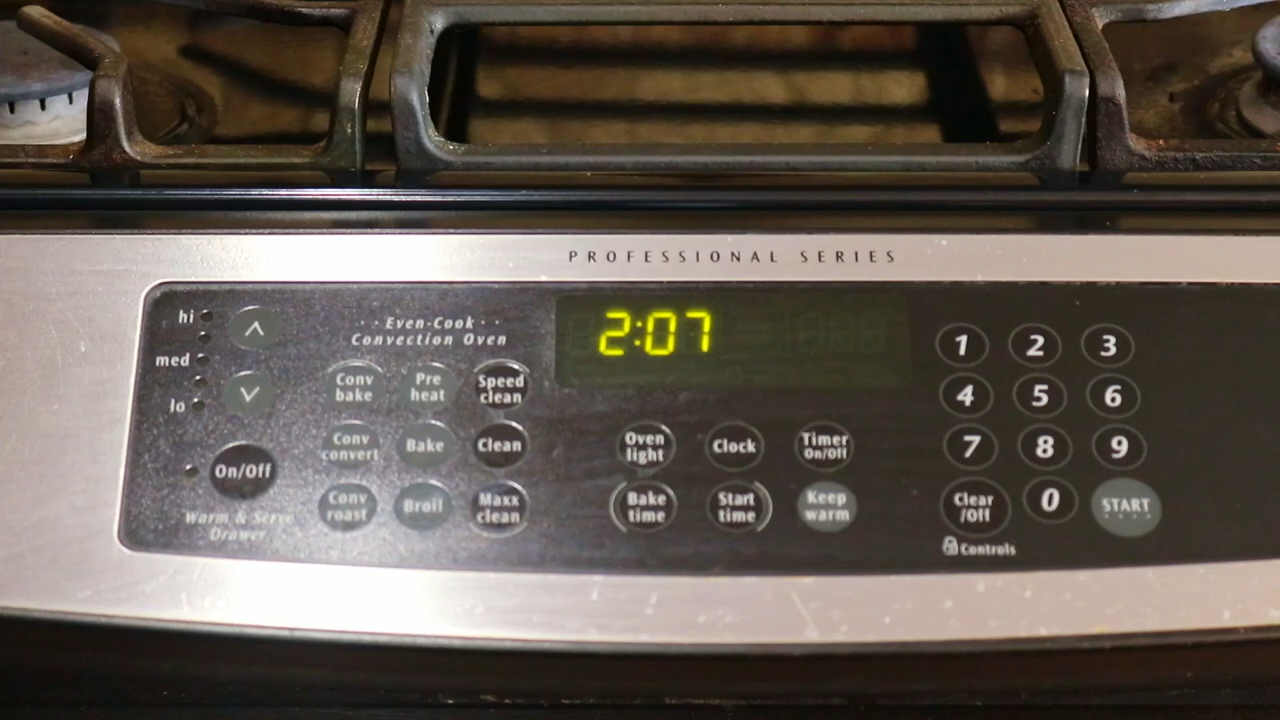 PROFESSIONAL SERIES
hi
med
lo
On/Off
Warm & Serve
Drawer
Even-Cook
Convection Oven
Conv
bake
Pre
heat
Speed
clean
Conv
convert
Bake
Clean
Conv
roast
Broil
Maxx
clean
2:07
Oven
light
Clock
Timer
On/Off
Bake
time
Start
time
Keep
warm
1 2 3
4 5 6
7 8 9
Clear
/Off
0
START
Controls